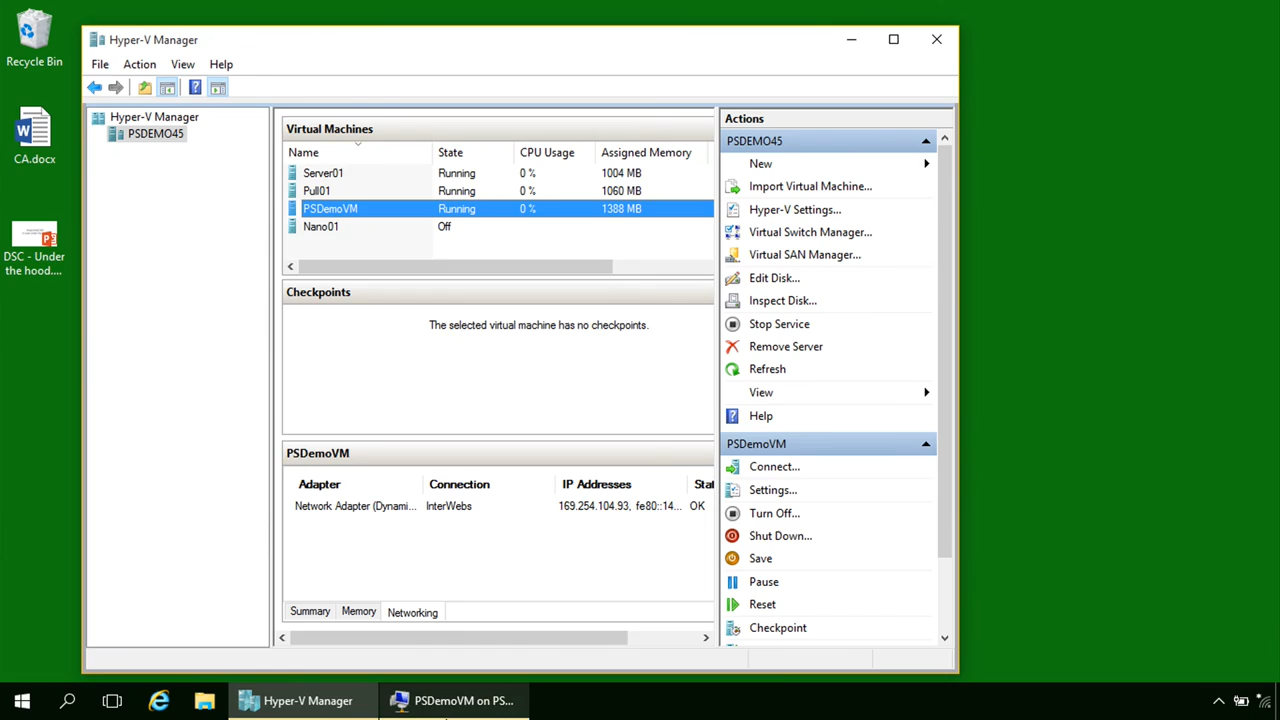 Recycle Bin
CA.docx
DSC - Under
the hood....
Hyper-V Manager
File Action View Help
Hyper-V Manager
PSDEMO45
Virtual Machines
Name State CPU Usage Assigned Memory
Server01 Running 0 % 1004 MB
Pull01 Running 0 % 1060 MB
PSDemoVM Running 0 % 1388 MB
Nano01 Off
Checkpoints
The selected virtual machine has no checkpoints.
PSDemoVM
Adapter Connection IP Addresses Stat
Network Adapter (Dynami... InterWebs 169.254.104.93, fe80::14... OK
Summary Memory Networking
Actions
PSDEMO45
New
Import Virtual Machine...
Hyper-V Settings...
Virtual Switch Manager...
Virtual SAN Manager...
Edit Disk...
Inspect Disk...
Stop Service
Remove Server
Refresh
View
Help
PSDemoVM
Connect...
Settings...
Turn Off...
Shut Down...
Save
Pause
Reset
Checkpoint
Hyper-V Manager
PSDemoVM on PS...